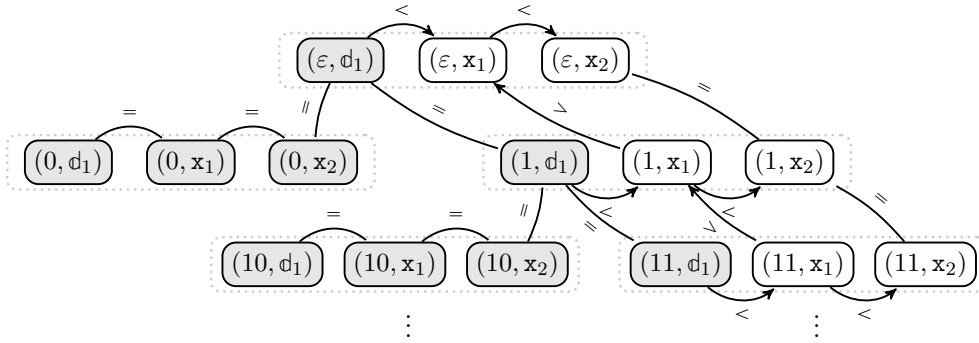 < <
(ε, 𝕕₁) (ε, x₁) (ε, x₂)
= = = = > =
(0, 𝕕₁) (0, x₁) (0, x₂) (1, 𝕕₁) (1, x₁) (1, x₂)
= = = = < > < =
(10, 𝕕₁) (10, x₁) (10, x₂) (11, 𝕕₁) (11, x₁) (11, x₂)
< <
⋮ ⋮